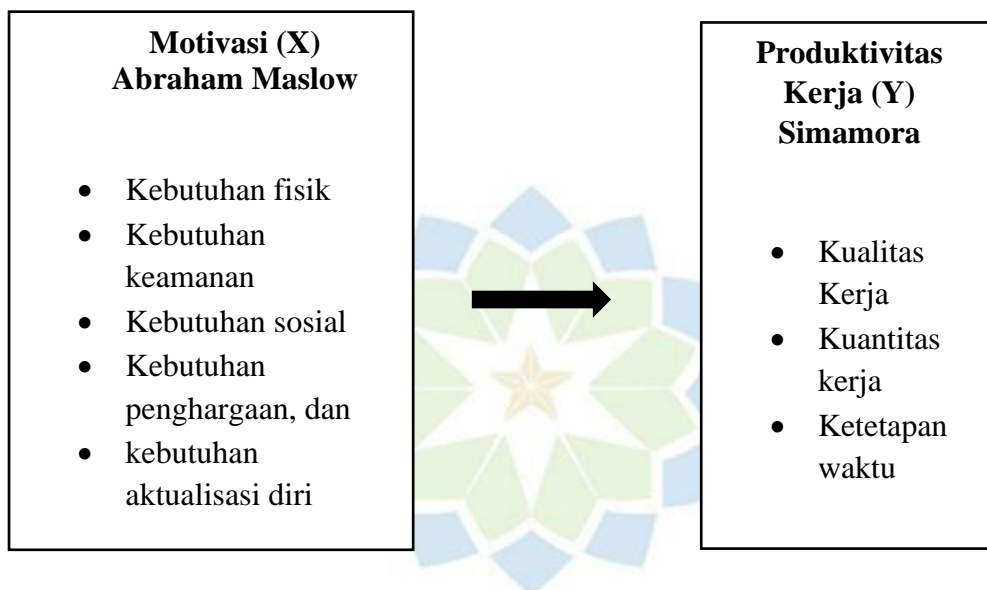 Motivasi (X)
Abraham Maslow
• Kebutuhan fisik
• Kebutuhan
keamanan
• Kebutuhan sosial
• Kebutuhan
penghargaan, dan
• kebutuhan
aktualisasi diri
Produktivitas
Kerja (Y)
Simamora
• Kualitas
Kerja
• Kuantitas
kerja
• Ketetapan
waktu